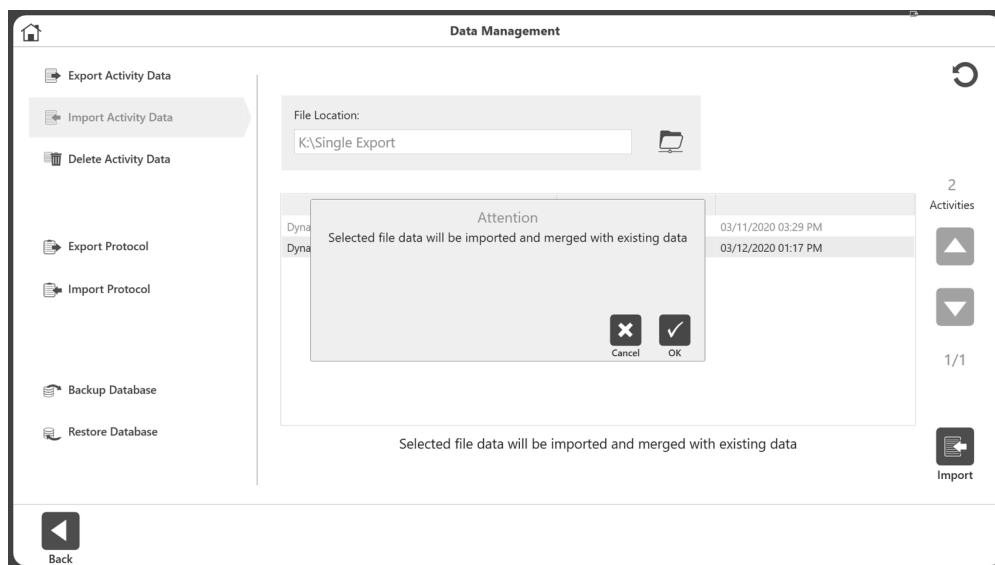 Data Management
Export Activity Data
Import Activity Data
Delete Activity Data
Export Protocol
Import Protocol
Backup Database
Restore Database
File Location:
K:\Single Export
2
Activities
Dyna
03/11/2020 03:29 PM
Dyna
03/12/2020 01:17 PM
Attention
Selected file data will be imported and merged with existing data
Cancel
OK
1/1
Selected file data will be imported and merged with existing data
Import
Back